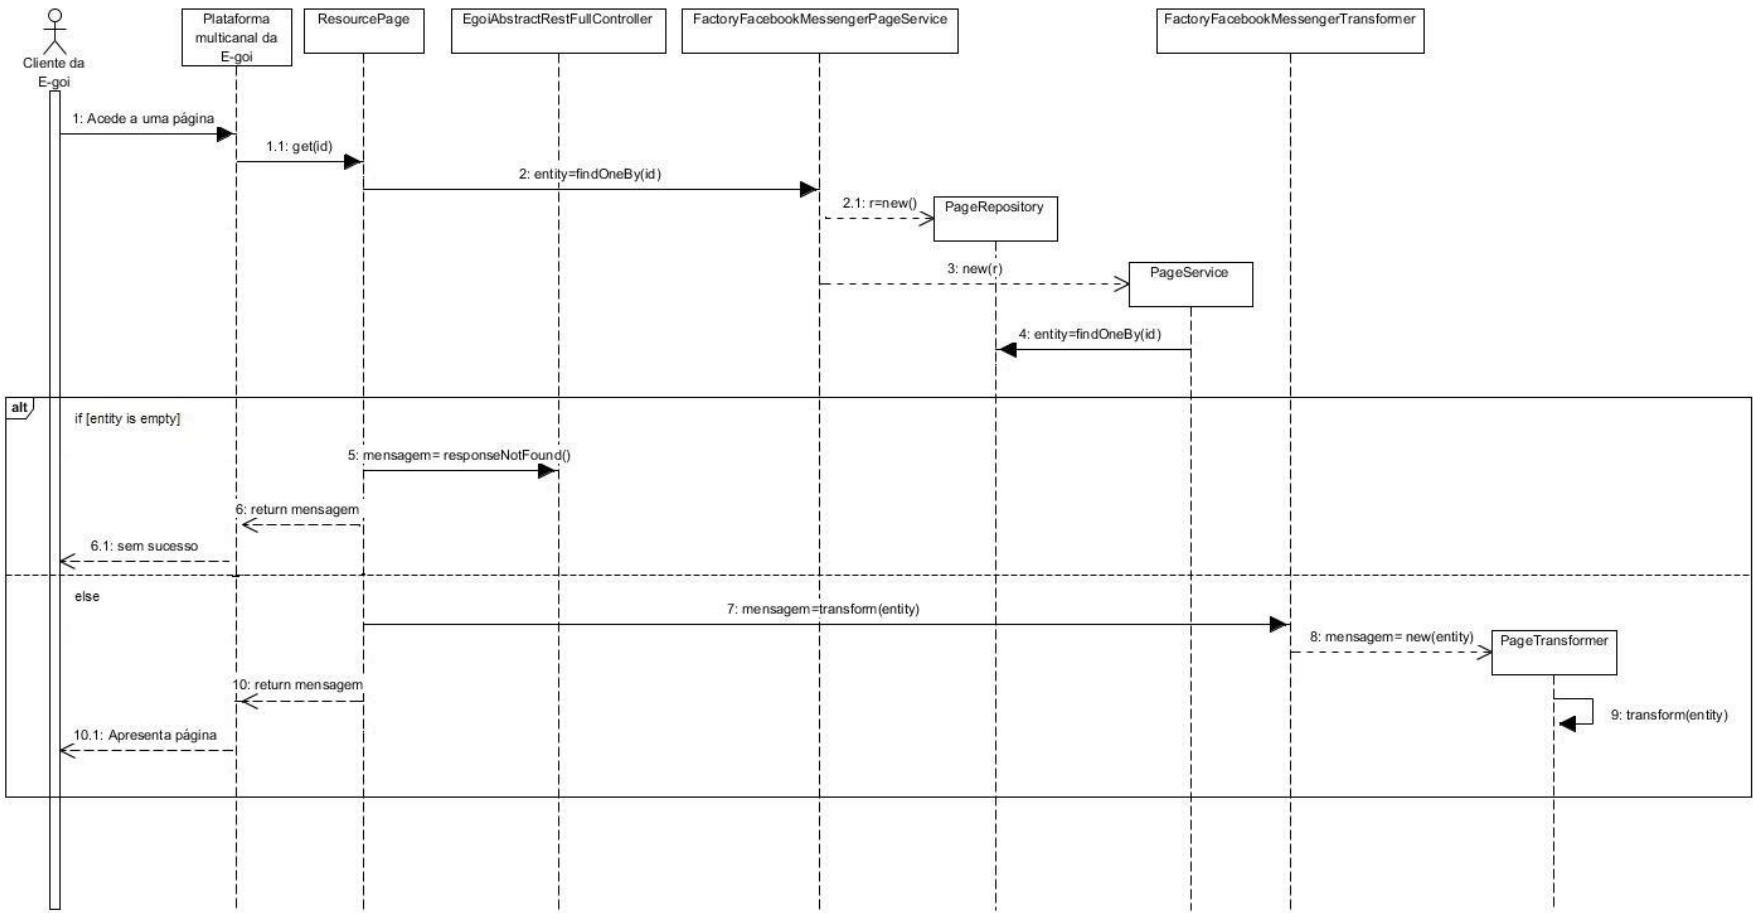 Cliente da
E-goi
Plataforma
multicanal da
E-goi
ResourcePage
EgoiAbstractRestFullController
FactoryFacebookMessengerPageService
FactoryFacebookMessengerTransformer
1: Acede a uma página
1.1: get(id)
2: entity=findOneBy(id)
2.1: r=new()
PageRepository
3: new(r)
PageService
4: entity=findOneBy(id)
alt
if [entity is empty]
5: mensagem= responseNotFound()
6: return mensagem
6.1: sem sucesso
else
7: mensagem=transform(entity)
8: mensagem= new(entity)
PageTransformer
10: return mensagem
9: transform(entity)
10.1: Apresenta página